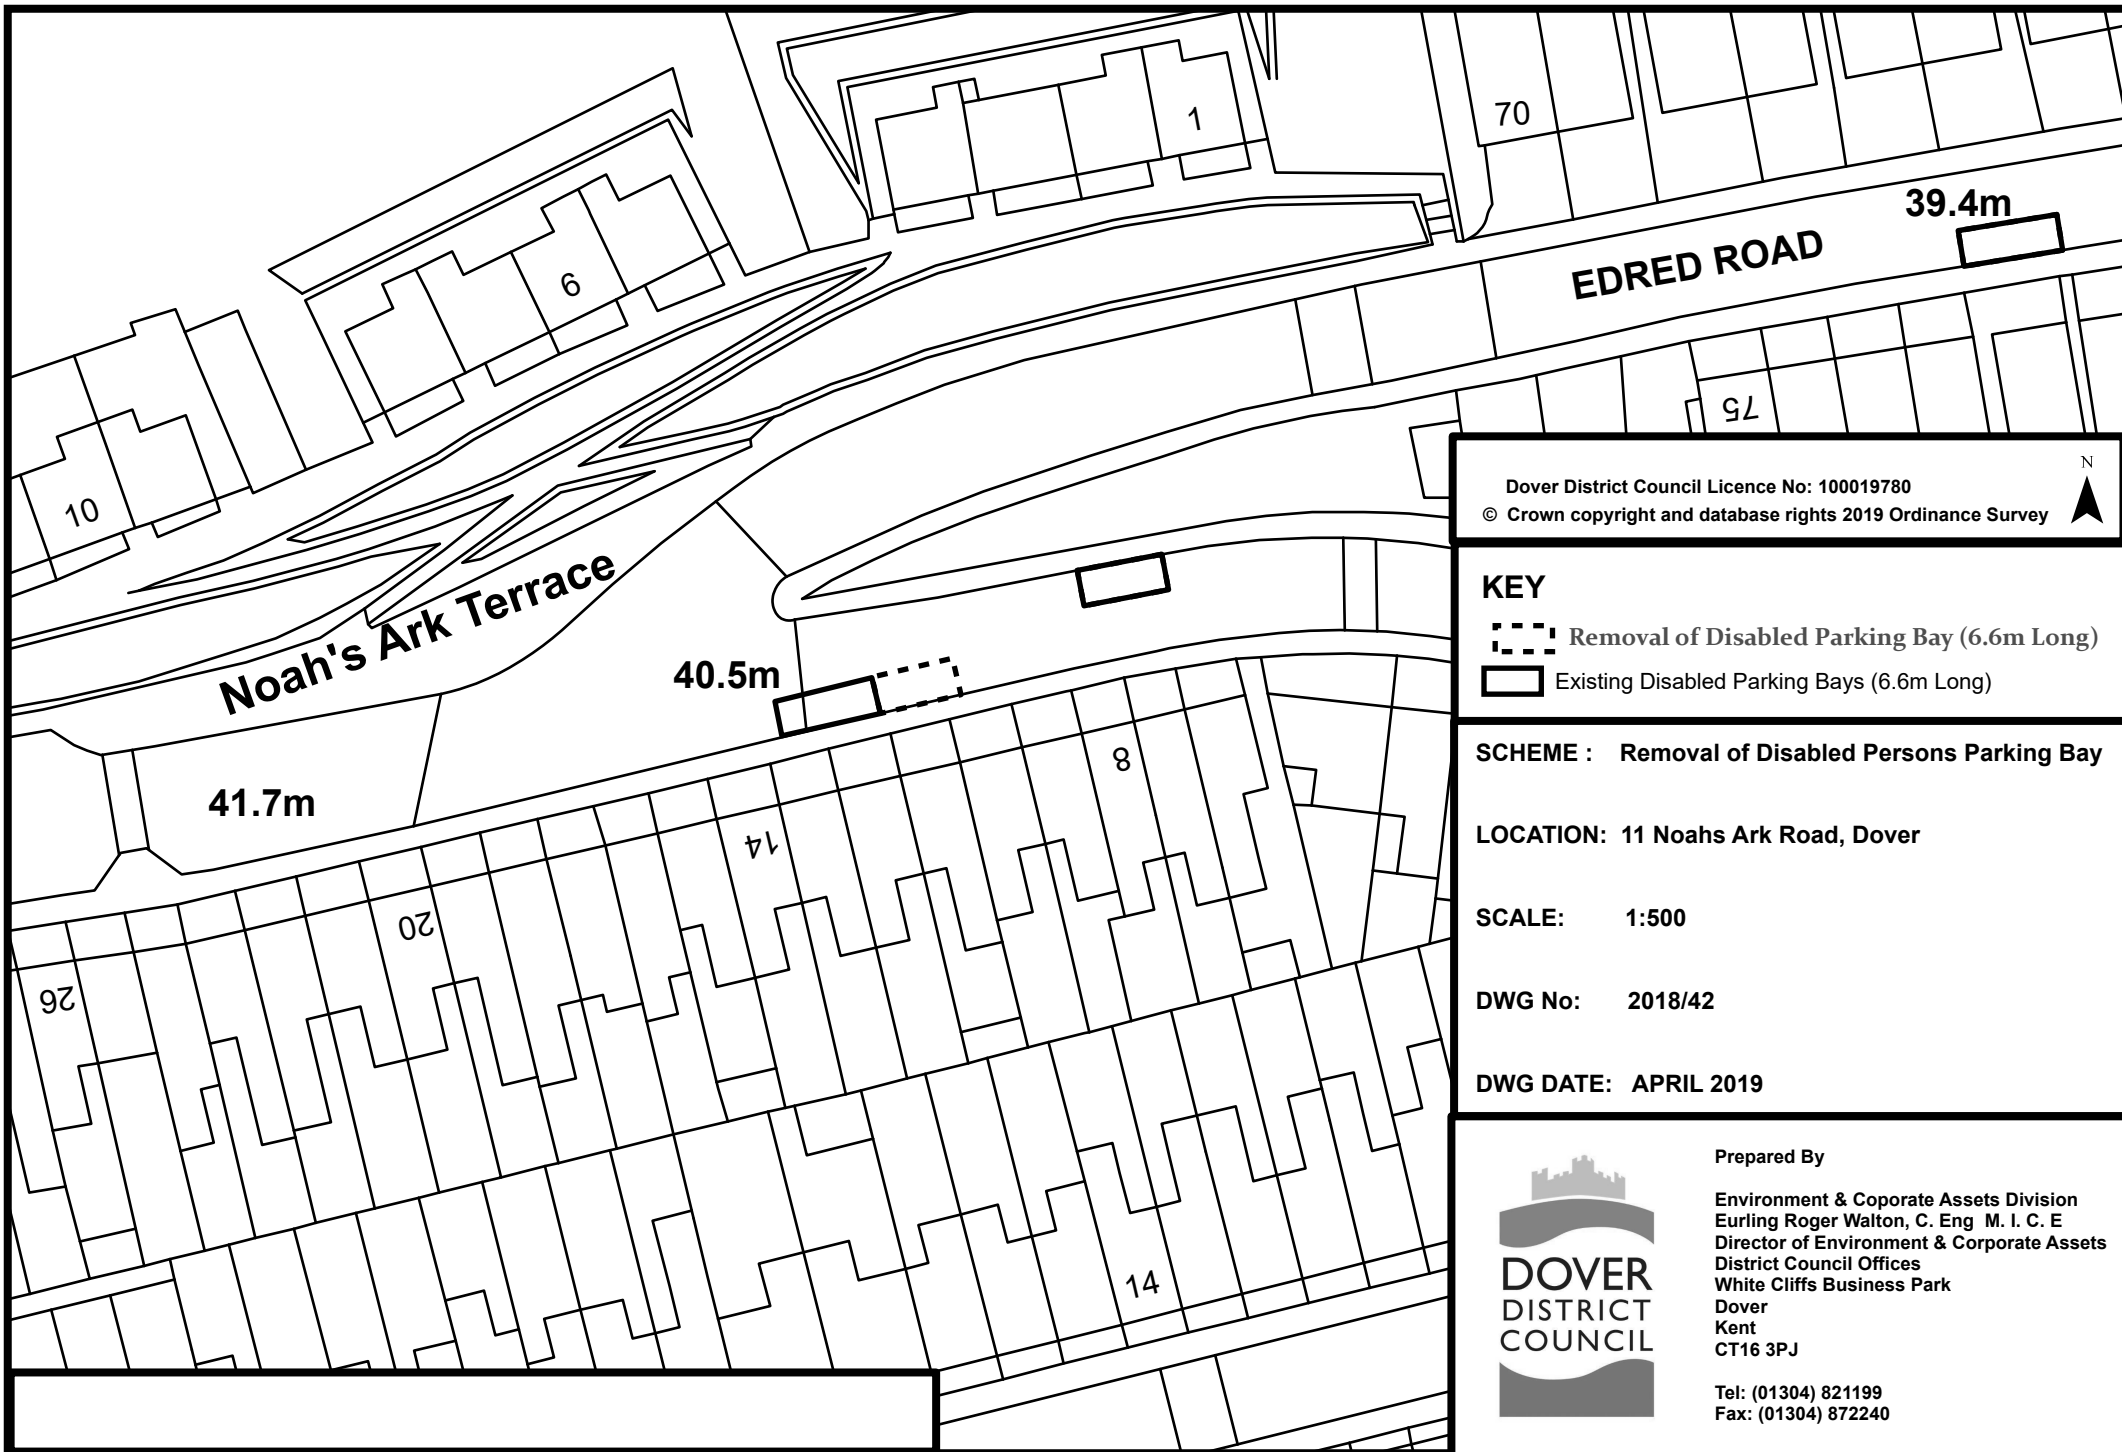 1
70
39.4m
EDRED ROAD
6
75
10
Noah's Ark Terrace
40.5m
41.7m
8
14
20
26
14
Dover District Council Licence No: 100019780
© Crown copyright and database rights 2019 Ordinance Survey
N
KEY
Removal of Disabled Parking Bay (6.6m Long)
Existing Disabled Parking Bays (6.6m Long)
SCHEME : Removal of Disabled Persons Parking Bay
LOCATION: 11 Noahs Ark Road, Dover
SCALE: 1:500
DWG No: 2018/42
DWG DATE: APRIL 2019
DOVER
DISTRICT
COUNCIL
Prepared By
Environment & Coporate Assets Division
Eurling Roger Walton, C. Eng M. I. C. E
Director of Environment & Corporate Assets
District Council Offices
White Cliffs Business Park
Dover
Kent
CT16 3PJ
Tel: (01304) 821199
Fax: (01304) 872240